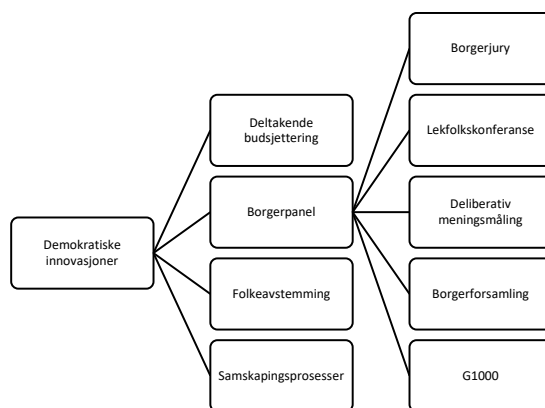 Demokratiske
innovasjoner
Deltakende
budsjettering
Borgerpanel
Folkeavstemming
Samskapingsprosesser
Borgerjury
Lekfolkskonferanse
Deliberativ
meningsmåling
Borgerforsamling
G1000